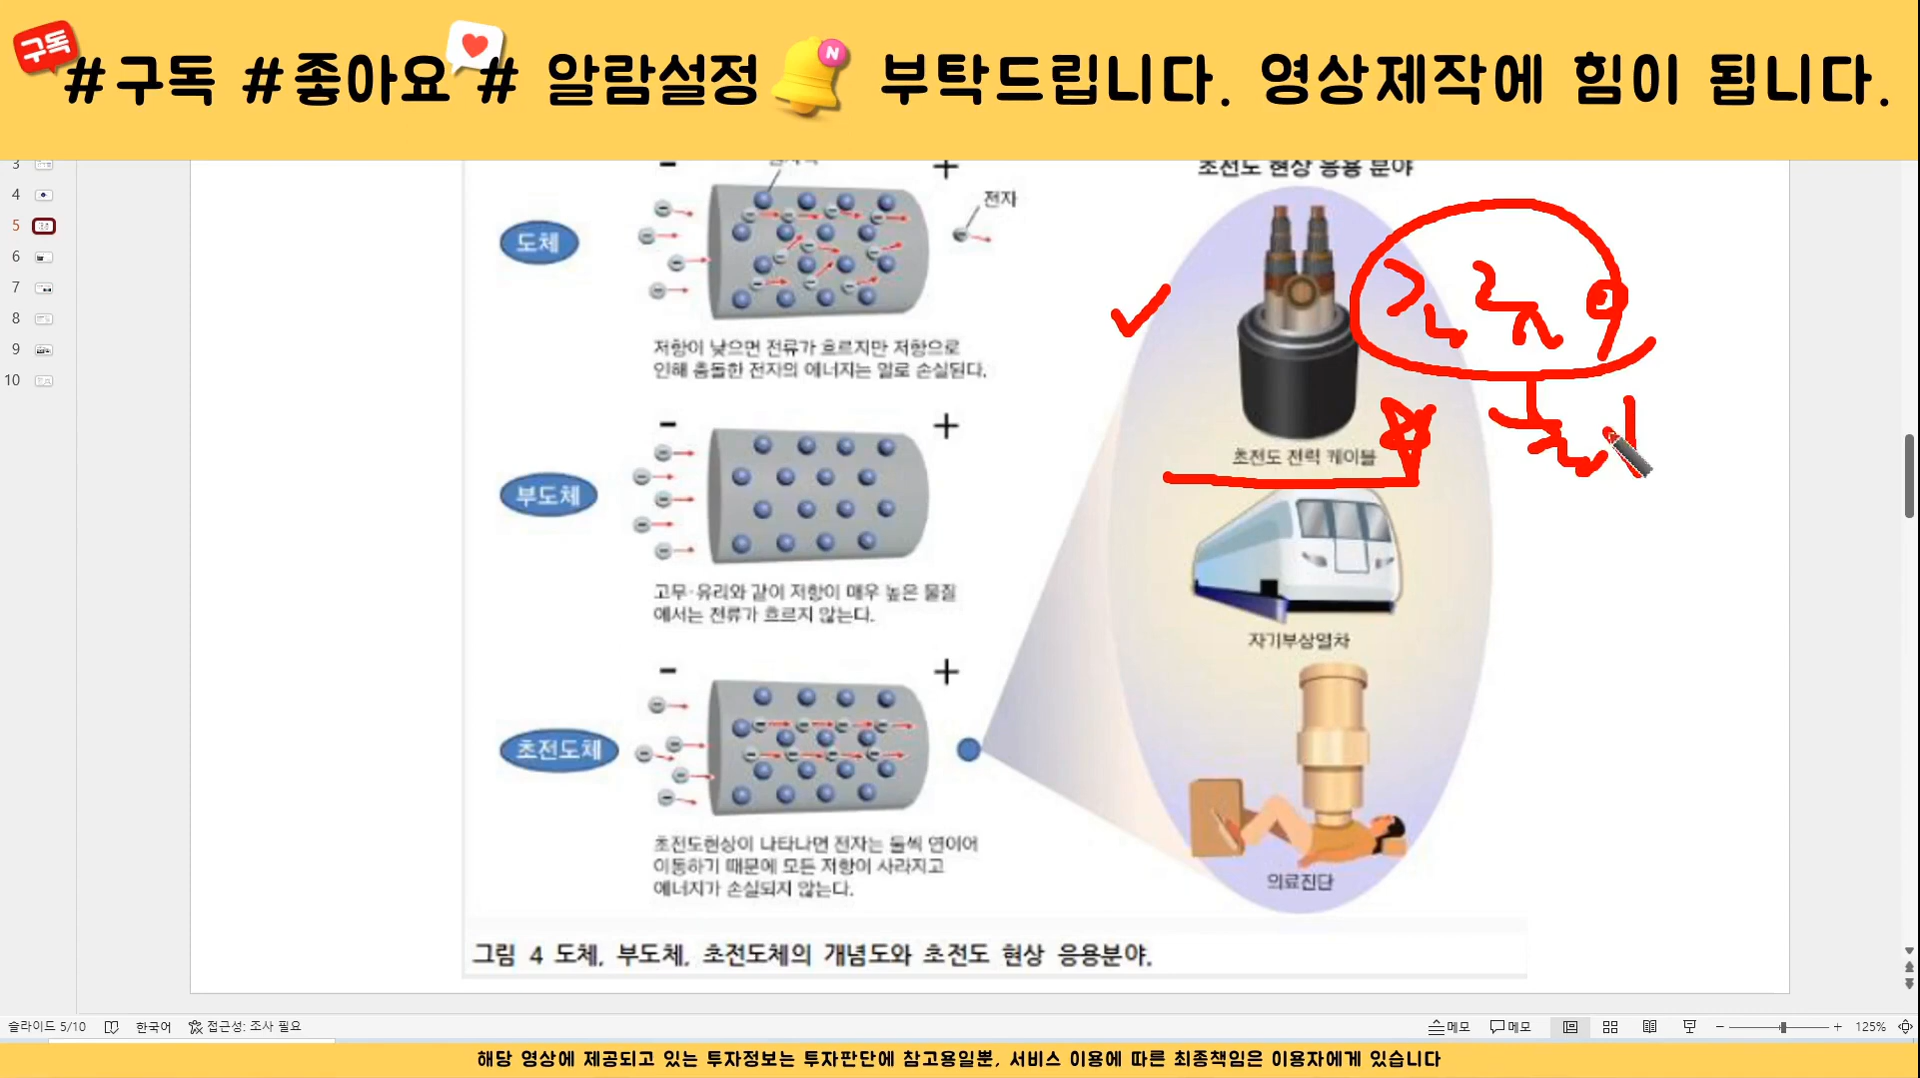 구독
#구독 #좋아요 # 알람설정 N 부탁드립니다. 영상제작에 힘이 됩니다.
초전도 현상 응용 분야
3
4
5
6
7
8
9
10
- +
전자
도체
저항이 낮으면 전류가 흐르지만 저항으로
인해 충돌한 전자의 에너지는 열로 손실된다.
초전도 전력 케이블
- +
부도체
고무·유리와 같이 저항이 매우 높은 물질
에서는 전류가 흐르지 않는다.
자기부상열차
- +
초전도체
초전도현상이 나타나면 전자는 둘씩 연이어
이동하기 때문에 모든 저항이 사라지고
에너지가 손실되지 않는다.
의료진단
그림 4 도체, 부도체, 초전도체의 개념도와 초전도 현상 응용분야.
슬라이드 5/10 한국어 접근성: 조사 필요 메모 메모 - + 125%
해당 영상에 제공되고 있는 투자정보는 투자판단에 참고용일뿐, 서비스 이용에 따른 최종책임은 이용자에게 있습니다